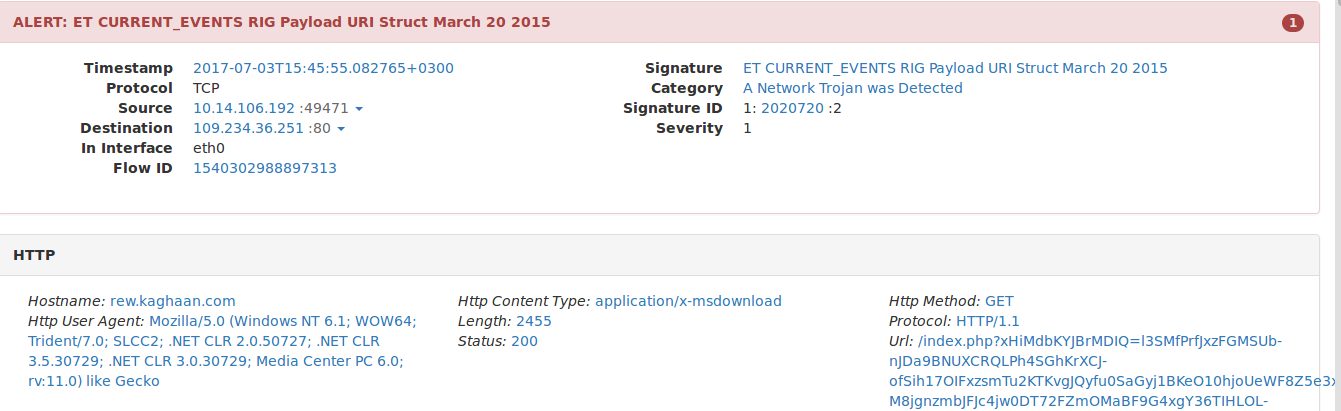 ALERT: ET CURRENT_EVENTS RIG Payload URI Struct March 20 2015 1
Timestamp 2017-07-03T15:45:55.082765+0300
Protocol TCP
Source 10.14.106.192 :49471
Destination 109.234.36.251 :80
In Interface eth0
Flow ID 1540302988897313
Signature ET CURRENT_EVENTS RIG Payload URI Struct March 20 2015
Category A Network Trojan was Detected
Signature ID 1: 2020720 :2
Severity 1
HTTP
Hostname: rew.kaghaan.com
Http User Agent: Mozilla/5.0 (Windows NT 6.1; WOW64;
Trident/7.0; SLCC2; .NET CLR 2.0.50727; .NET CLR
3.5.30729; .NET CLR 3.0.30729; Media Center PC 6.0;
rv:11.0) like Gecko
Http Content Type: application/x-msdownload
Length: 2455
Status: 200
Http Method: GET
Protocol: HTTP/1.1
Url: /index.php?xHiMdbKYJBrMDIQ=l3SMfPrfJxzFGMSUb-
nJDa9BNUXCRQLPh4SGhKrXCJ-
ofSih17OIFxzsmTu2KTKvgJQyfu0SaGyj1BKeO10hjoUeWF8Z5e3x
M8jgnzmbJFJc4jw0DT72FZmOMaBF9G4xgY36TIHLOL-